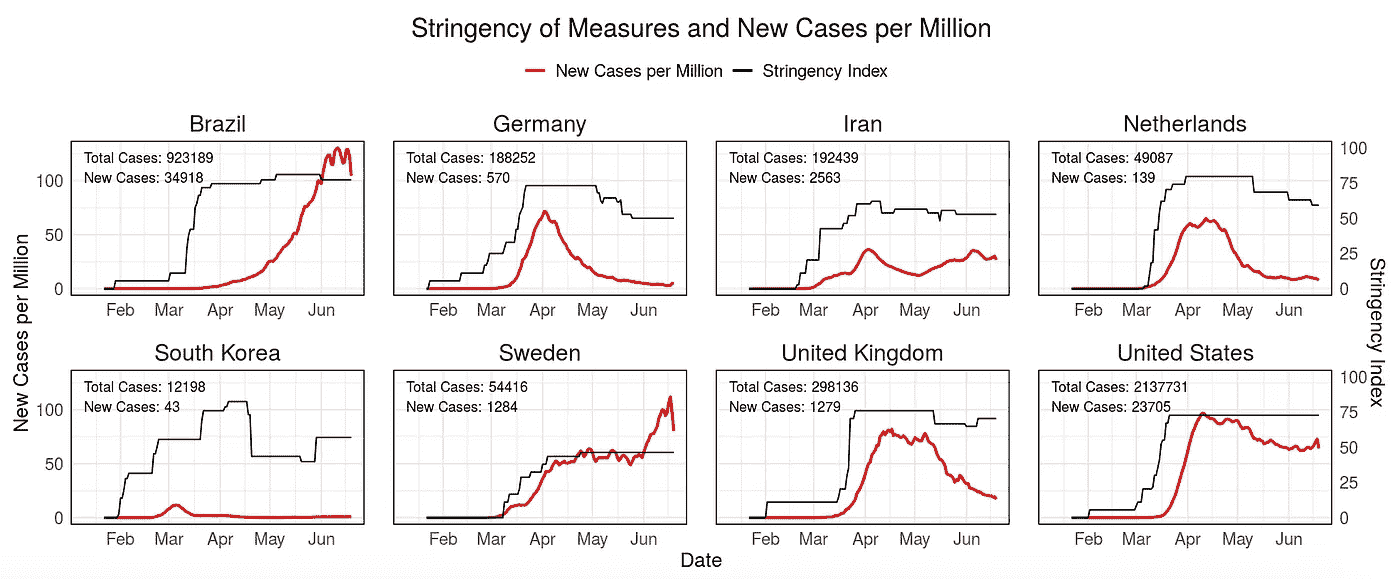 Stringency of Measures and New Cases per Million
New Cases per Million
Stringency Index
Brazil
Germany
Iran
Netherlands
Total Cases: 923189
New Cases: 34918
Total Cases: 188252
New Cases: 570
Total Cases: 192439
New Cases: 2563
Total Cases: 49087
New Cases: 139
100
50
0
100
75
50
25
0
Feb Mar Apr May Jun
Feb Mar Apr May Jun
Feb Mar Apr May Jun
Feb Mar Apr May Jun
New Cases per Million
Stringency Index
South Korea
Sweden
United Kingdom
United States
Total Cases: 12198
New Cases: 43
Total Cases: 54416
New Cases: 1284
Total Cases: 298136
New Cases: 1279
Total Cases: 2137731
New Cases: 23705
100
50
0
100
75
50
25
0
Feb Mar Apr May Jun
Feb Mar Apr May Jun
Feb Mar Apr May Jun
Feb Mar Apr May Jun
Date